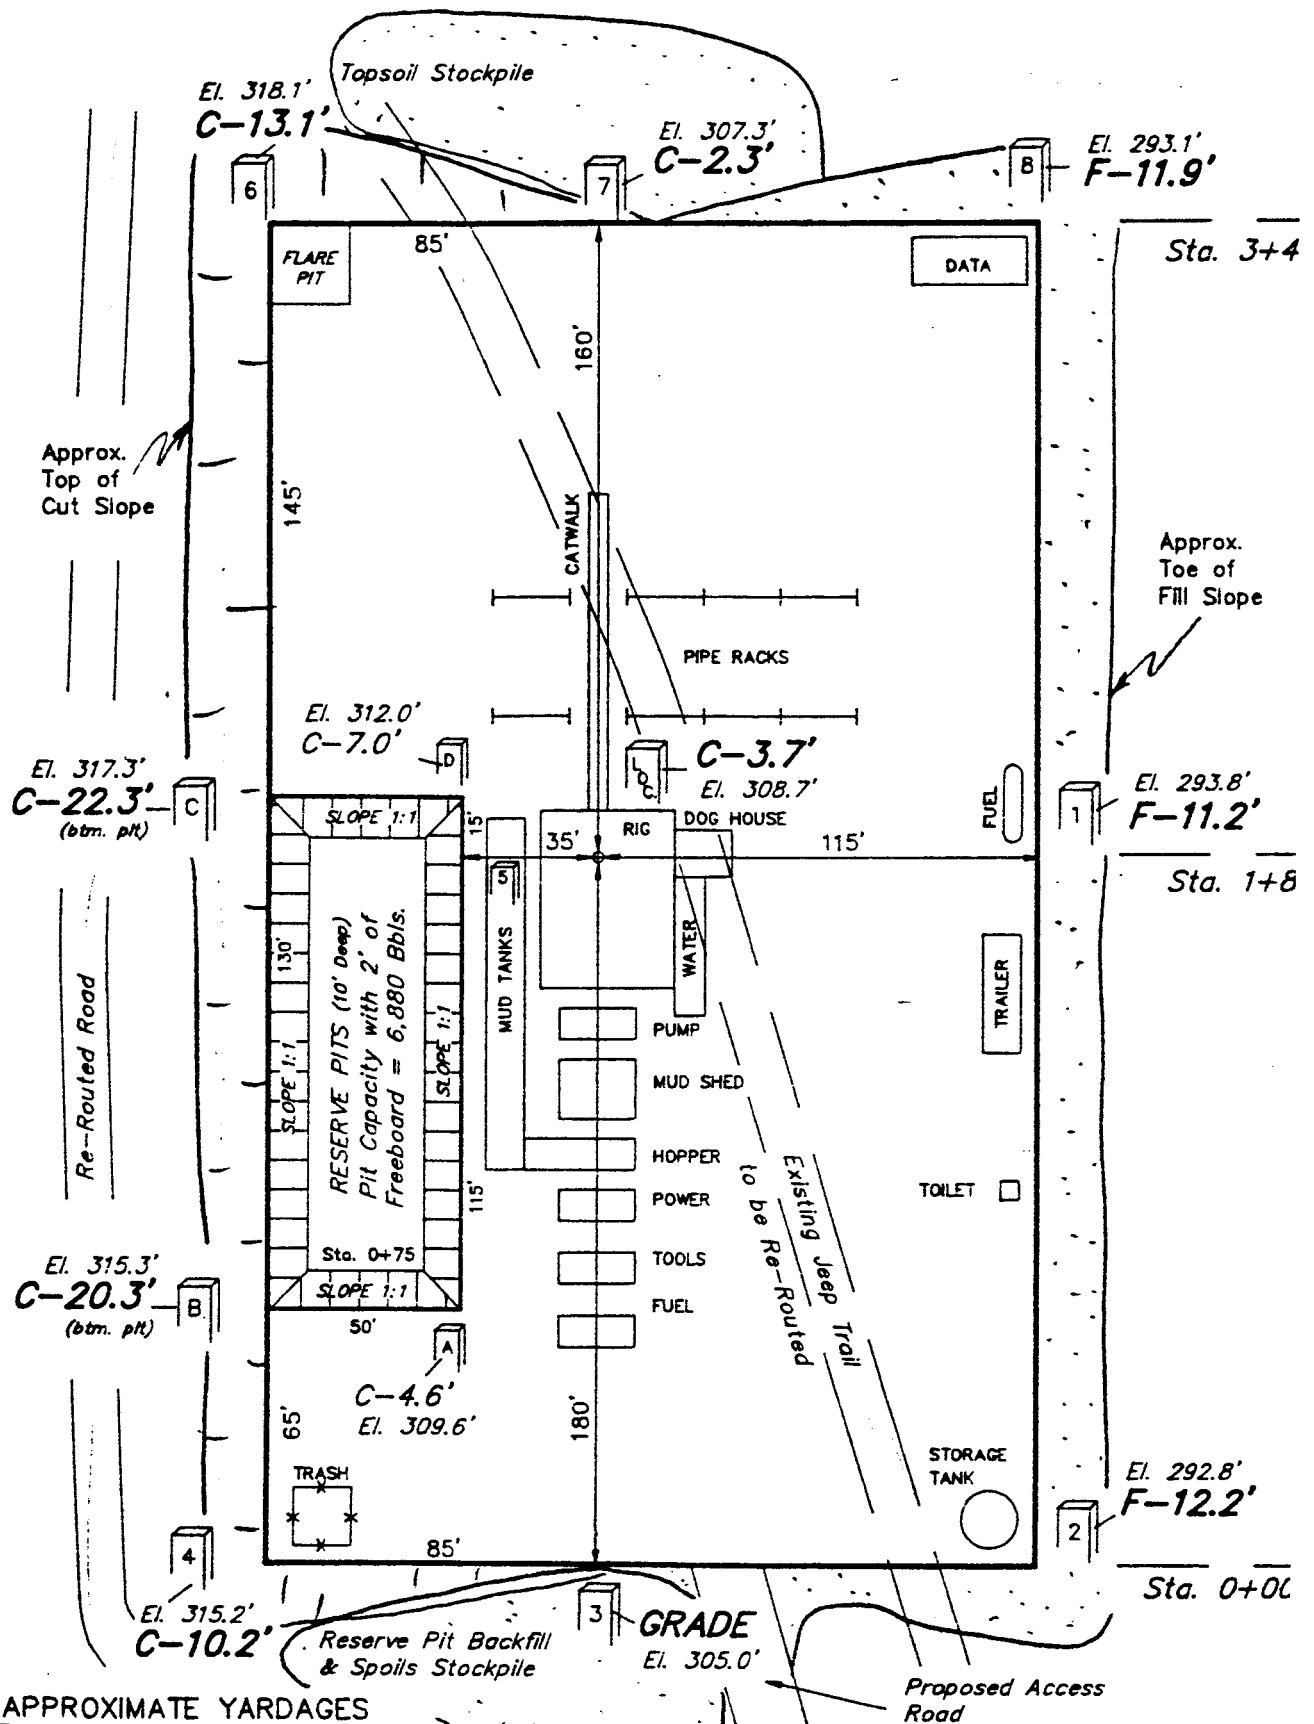 Topsoil Stockpile
El. 318.1'
C-13.1'
6
El. 307.3'
C-2.3'
7
El. 293.1'
F-11.9'
8
Sta. 3+4
85'
FLARE
PIT
DATA
160'
145'
Approx.
Top of
Cut Slope
CATWALK
Approx.
Toe of
Fill Slope
PIPE RACKS
El. 312.0'
C-7.0'
D
C-3.7'
El. 308.7'
LOC.
El. 317.3'
C-22.3'
(btm. pit)
C
El. 293.8'
F-11.2'
1
FUEL
SLOPE 1:1
15'
RIG
DOG HOUSE
35'
115'
Sta. 1+8
5
MUD TANKS
WATER
TRAILER
130'
RESERVE PITS (10' Deep)
Pit Capacity with 2' of
Freeboard = 6,880 Bbls.
SLOPE 1:1
SLOPE 1:1
Re-Routed Road
PUMP
MUD SHED
HOPPER
POWER
TOOLS
FUEL
115'
TOILET
Existing Jeep Trail
to be Re-Routed
Sta. 0+75
SLOPE 1:1
50'
El. 315.3'
C-20.3'
(btm. pit)
B
A
C-4.6'
El. 309.6'
65'
180'
TRASH
STORAGE
TANK
El. 292.8'
F-12.2'
2
85'
Sta. 0+00
4
El. 315.2'
C-10.2'
3
GRADE
El. 305.0'
Reserve Pit Backfill
& Spoils Stockpile
Proposed Access
Road
APPROXIMATE YARDAGES